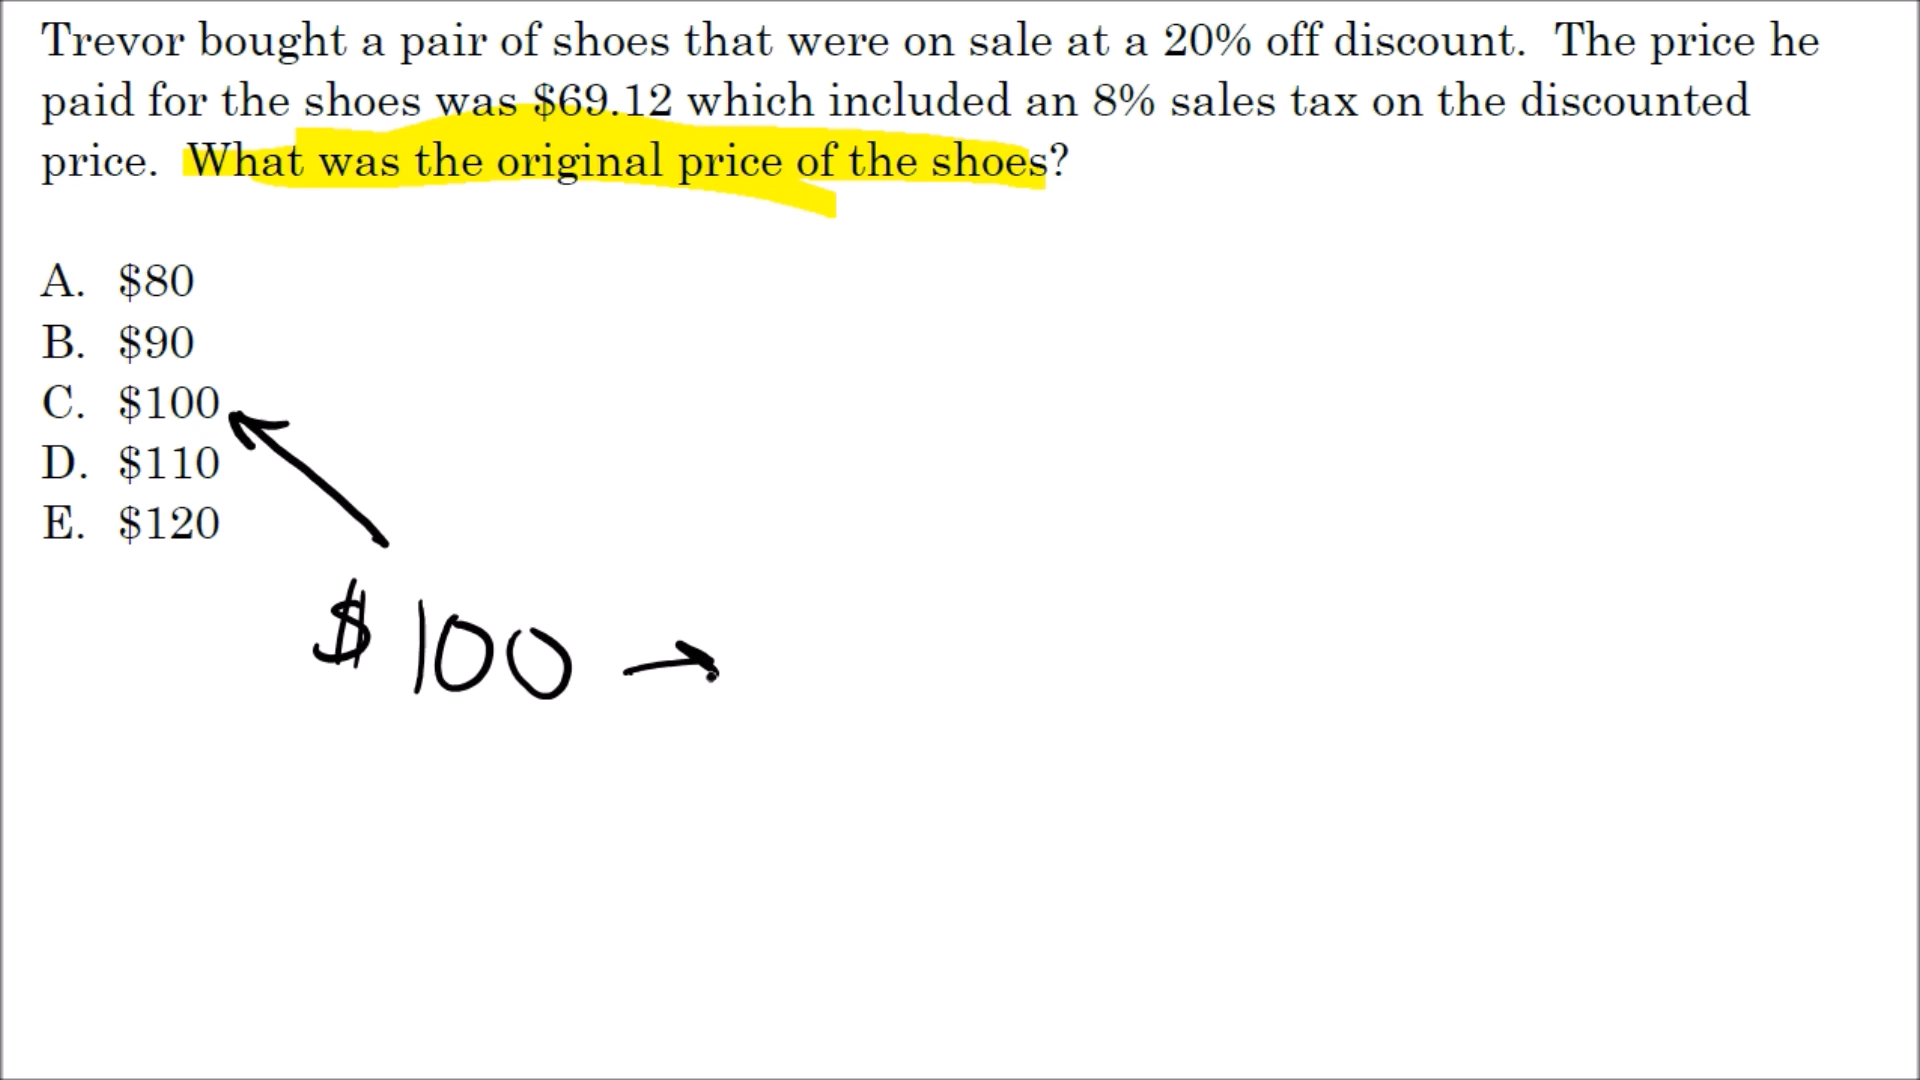 Trevor bought a pair of shoes that were on sale at a 20% off discount. The price he
paid for the shoes was $69.12 which included an 8% sales tax on the discounted
price. What was the original price of the shoes?
A. $80
B. $90
C. $100
D. $110
E. $120
$100 →